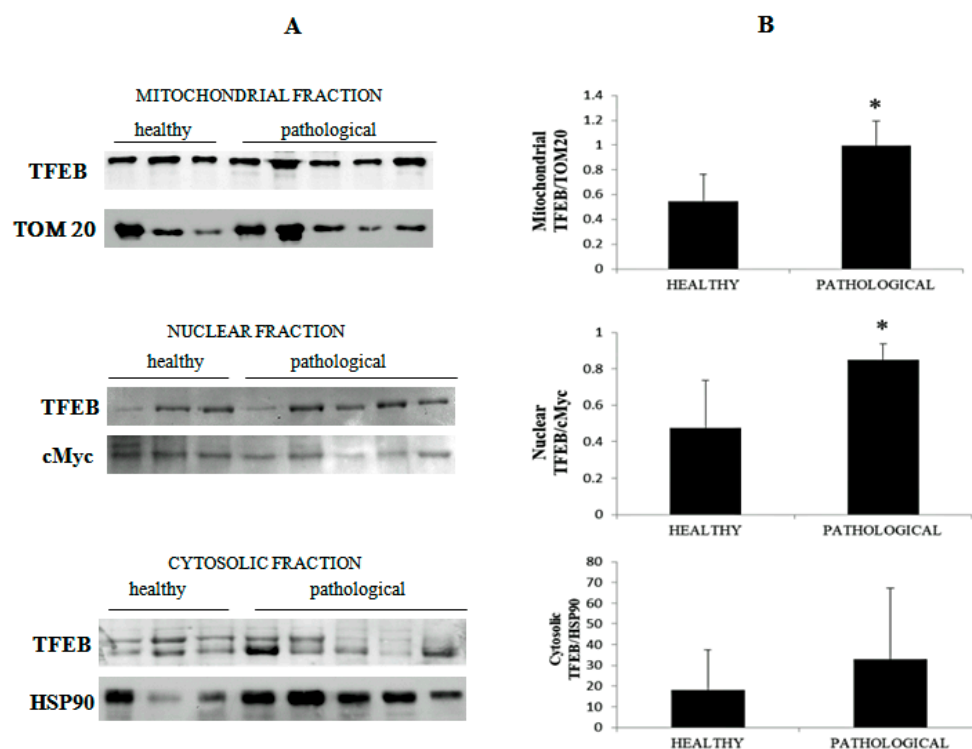 A
MITOCHONDRIAL FRACTION
healthy pathological
TFEB
TOM 20
NUCLEAR FRACTION
healthy pathological
TFEB
cMyc
CYTOSOLIC FRACTION
healthy pathological
TFEB
HSP90
B
Mitochondrial
TFEB/TOM20
1.4
1.2
1
0.8
0.6
0.4
0.2
0
*
HEALTHY PATHOLOGICAL
Nuclear
TFEB/cMyc
1
0.8
0.6
0.4
0.2
0
*
HEALTHY PATHOLOGICAL
Cytosolic
TFEB/HSP90
80
70
60
50
40
30
20
10
0
HEALTHY PATHOLOGICAL